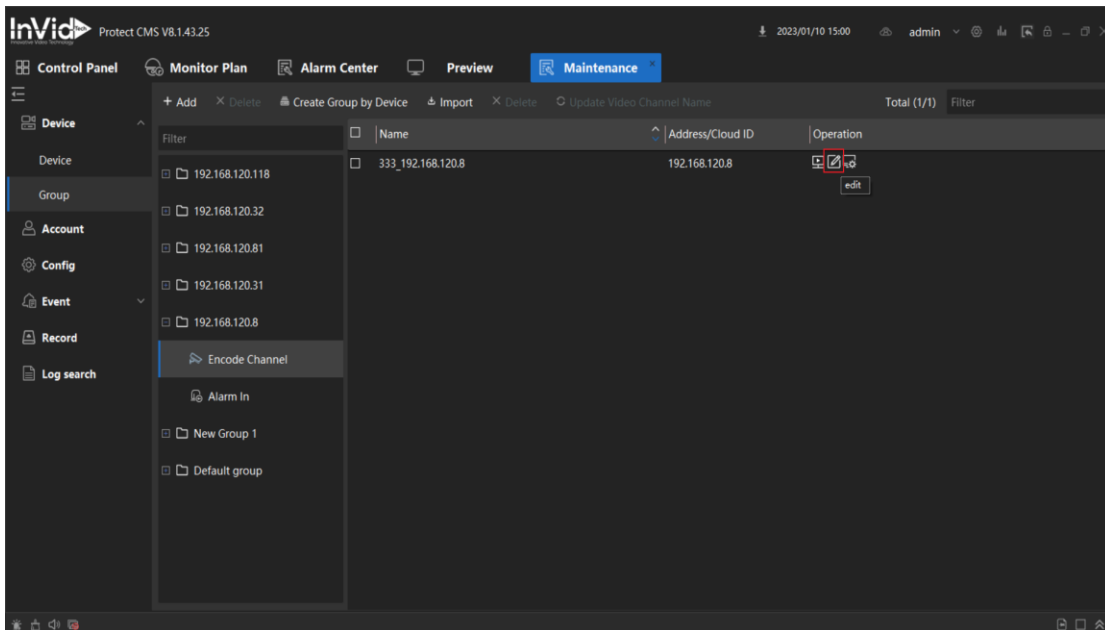 InVid Tech Protect CMS V8.1.43.25 2023/01/10 15:00 admin
Control Panel Monitor Plan Alarm Center Preview Maintenance
+ Add Delete Create Group by Device Import Delete Update Video Channel Name Total (1/1) Filter
Device
Device
Group
Account
Config
Event
Record
Log search
Filter
192.168.120.118
192.168.120.32
192.168.120.81
192.168.120.31
192.168.120.8
Encode Channel
Alarm In
New Group 1
Default group
Name Address/Cloud ID Operation
333_192.168.120.8 192.168.120.8
edit